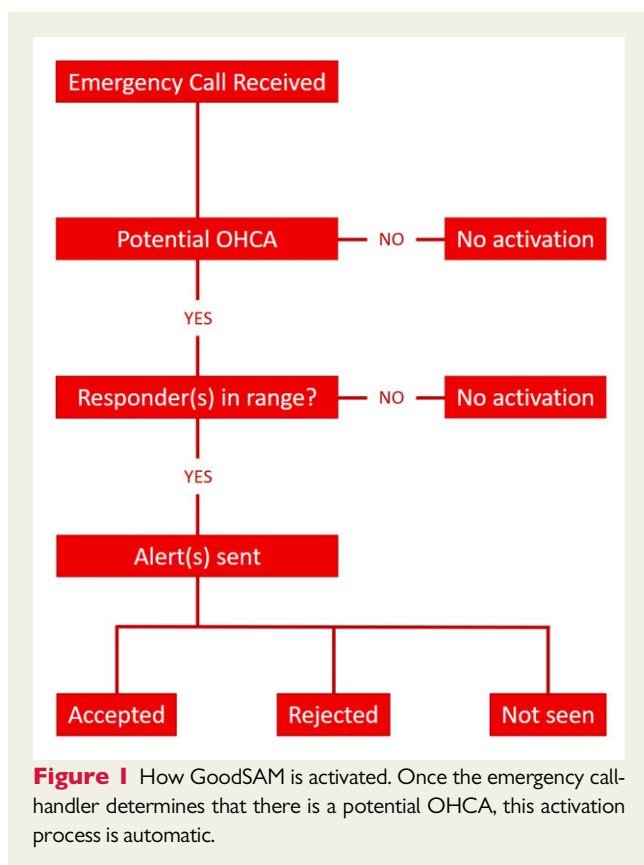 Emergency Call Received
Potential OHCA
NO
No activation
YES
Responder(s) in range?
NO
No activation
YES
Alert(s) sent
Accepted
Rejected
Not seen
Figure 1 How GoodSAM is activated. Once the emergency call-
handler determines that there is a potential OHCA, this activation
process is automatic.